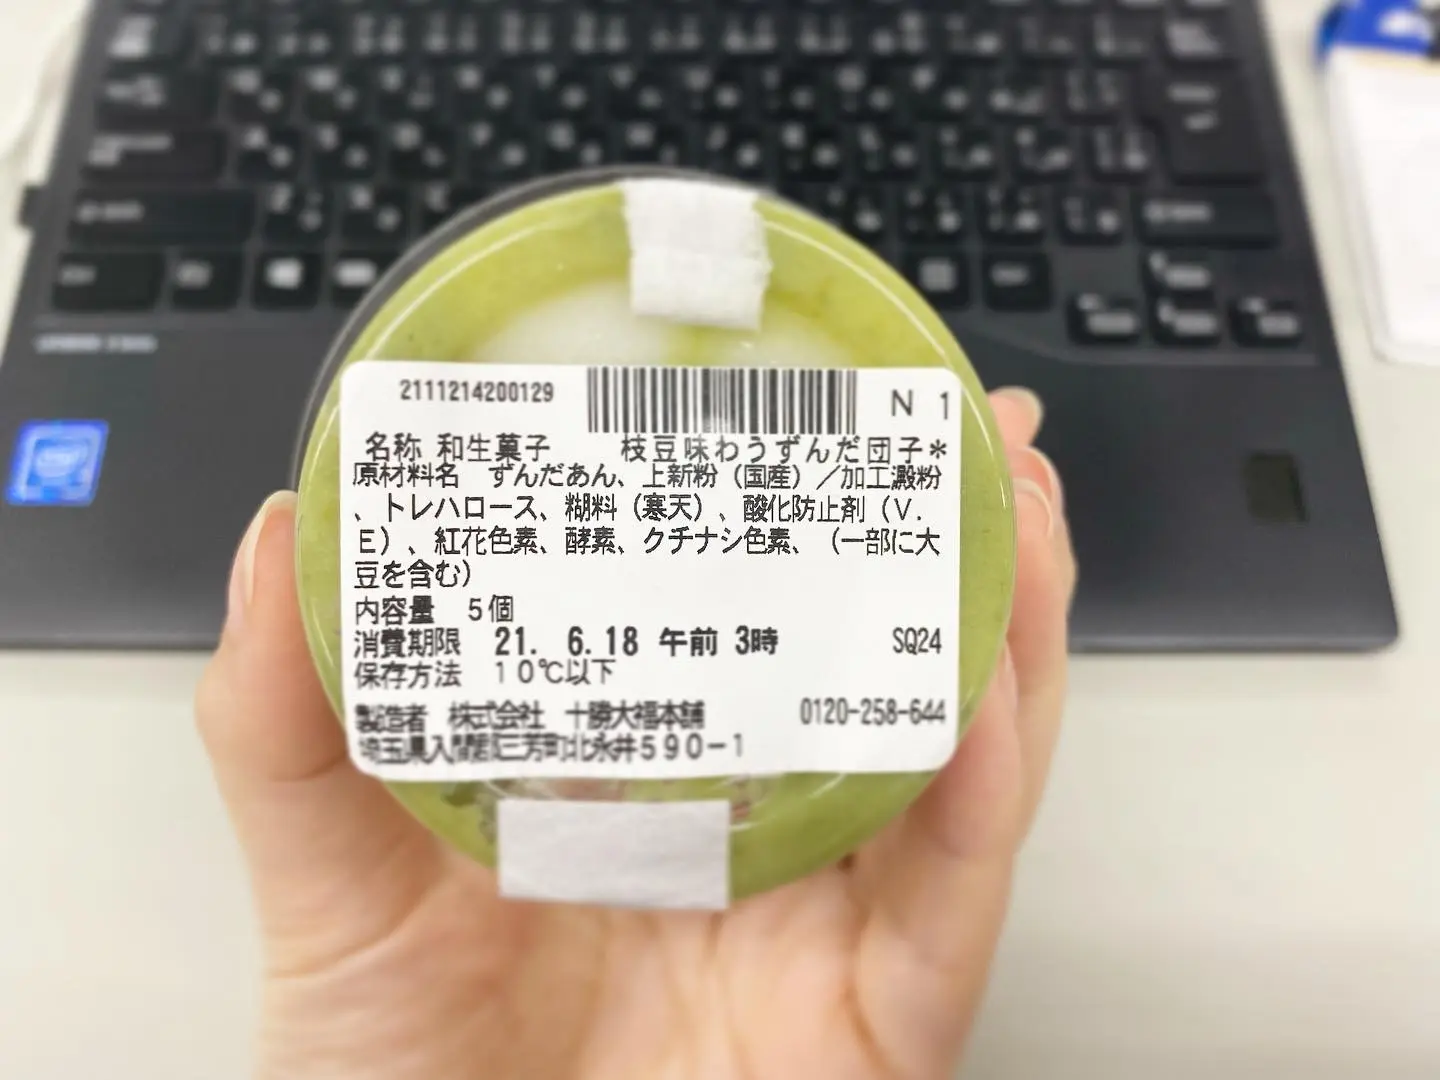 2111214200129
N 1
名称 和生菓子 枝豆味わうずんだ団子*
原材料名 ずんだあん、上新粉（国産）／加工澱粉
、トレハロース、糊料（寒天）、酸化防止剤（V.
E）、紅花色素、酵素、クチナシ色素、（一部に大
豆を含む）
内容量 5個
消費期限 21. 6.18 午前 3時 SQ24
保存方法 10℃以下
製造者 株式会社 十勝大福本舗 0120-258-644
埼玉県入間郡三芳町北永井590-1